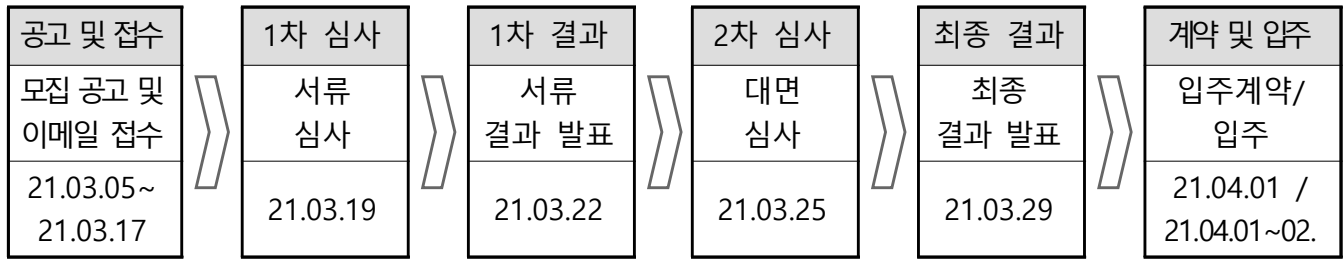 공고 및 접수
모집 공고 및
이메일 접수
21.03.05~
21.03.17
1차 심사
서류
심사
21.03.19
1차 결과
서류
결과 발표
21.03.22
2차 심사
대면
심사
21.03.25
최종 결과
최종
결과 발표
21.03.29
계약 및 입주
입주계약/
입주
21.04.01 /
21.04.01~02.